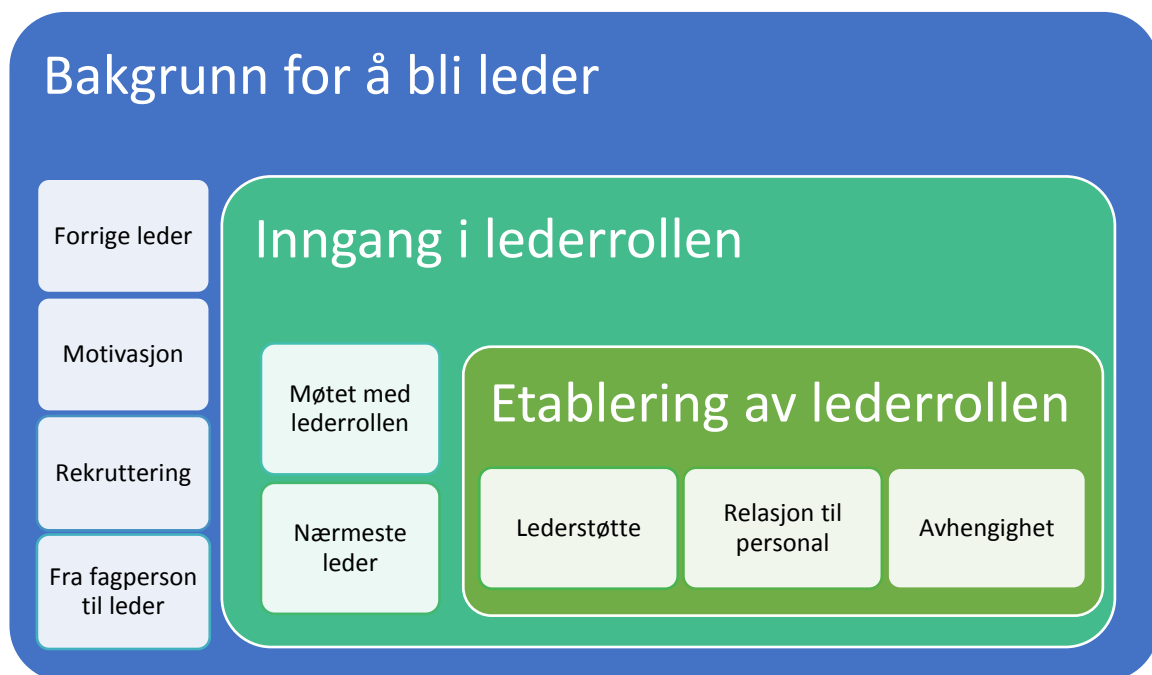 Bakgrunn for å bli leder
Forrige leder
Motivasjon
Rekruttering
Fra fagperson
til leder
Inngang i lederrollen
Møtet med
lederrollen
Nærmeste
leder
Etablering av lederrollen
Lederstøtte
Relasjon til
personal
Avhengighet